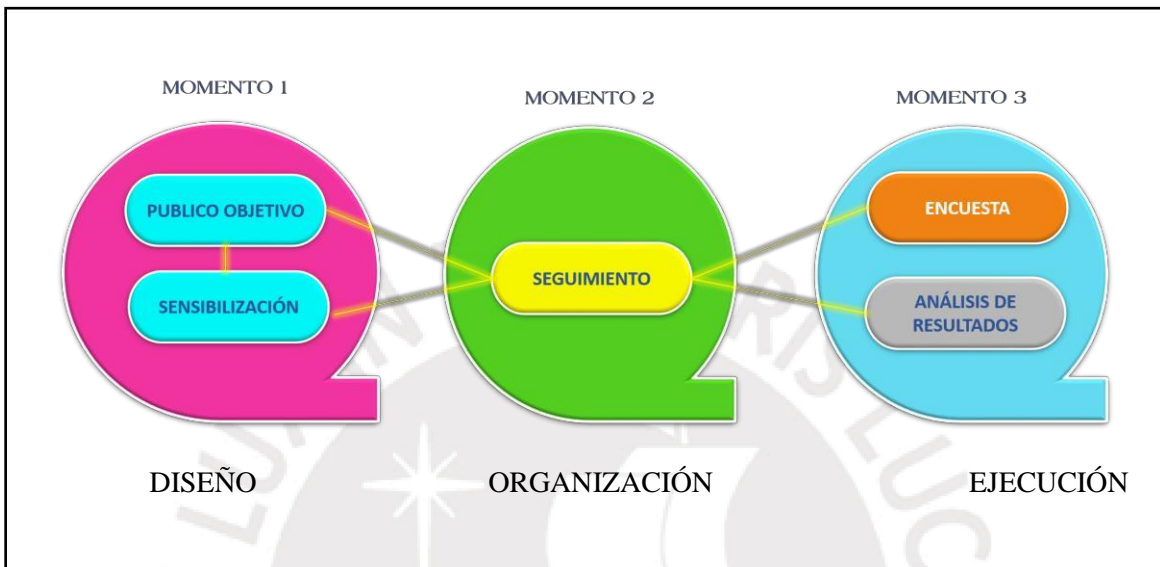 MOMENTO 1
MOMENTO 2
MOMENTO 3
PUBLICO OBJETIVO
SENSIBILIZACIÓN
SEGUIMIENTO
ENCUESTA
ANÁLISIS DE
RESULTADOS
DISEÑO
ORGANIZACIÓN
EJECUCIÓN